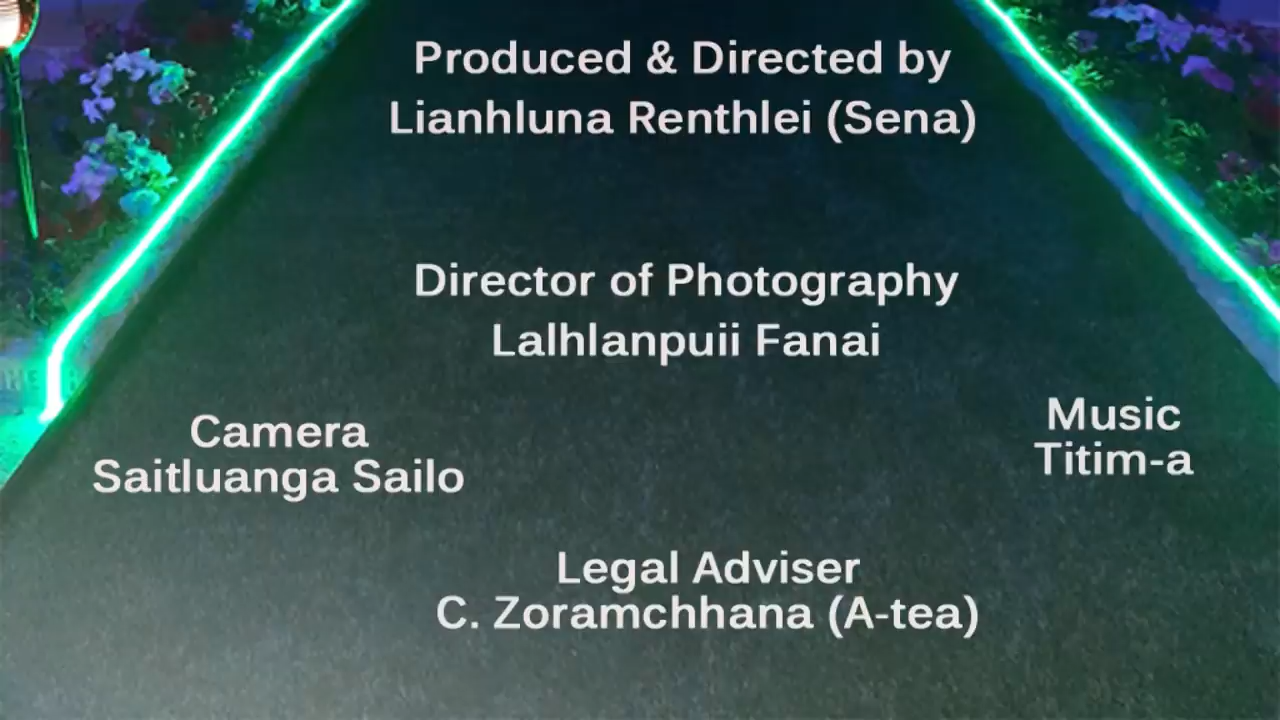 Produced & Directed by
Lianhluna Renthlei (Sena)
Director of Photography
Lalhlanpuii Fanai
Camera
Saitluanga Sailo
Music
Titim-a
Legal Adviser
C. Zoramchhana (A-tea)